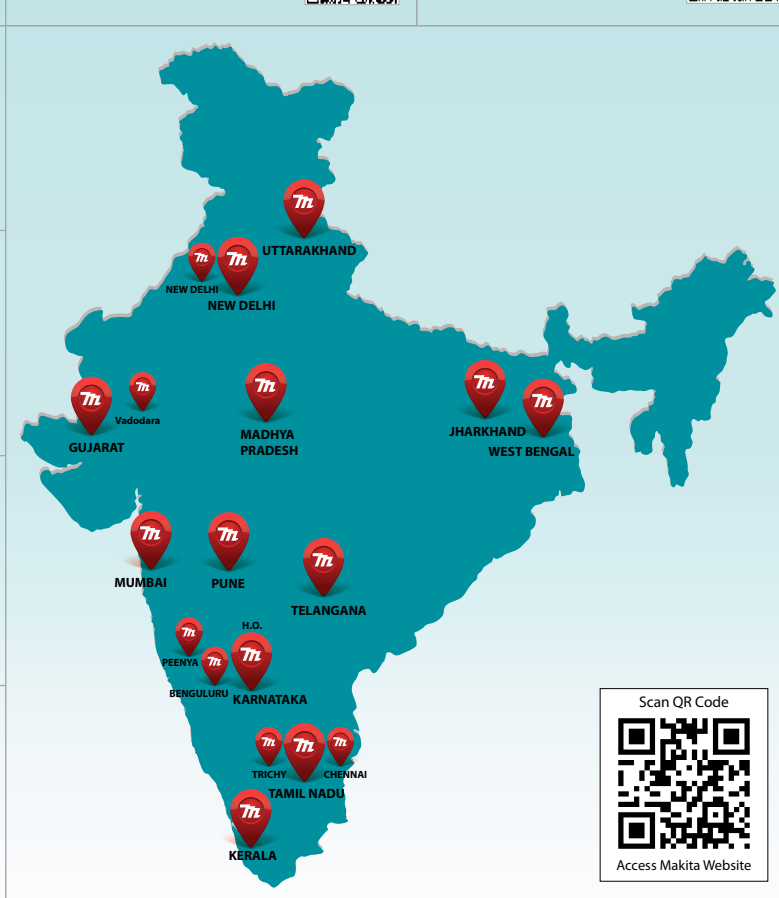 UTTARAKHAND
NEW DELHI
NEW DELHI
GUJARAT
Vadodara
MADHYA
PRADESH
JHARKHAND
WEST BENGAL
MUMBAI
PUNE
TELANGANA
H.O.
PEENYA
BENGULURU
KARNATAKA
TRICHY
CHENNAI
TAMIL NADU
KERALA
Scan QR Code
Access Makita Website